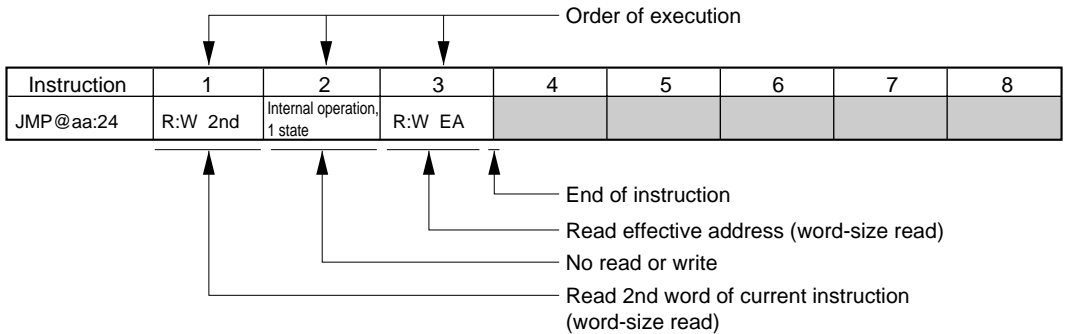 Order of execution
Instruction 1 2 3 4 5 6 7 8
JMP@aa:24 R:W 2nd Internal operation, 1 state R:W EA
End of instruction
Read effective address (word-size read)
No read or write
Read 2nd word of current instruction
(word-size read)